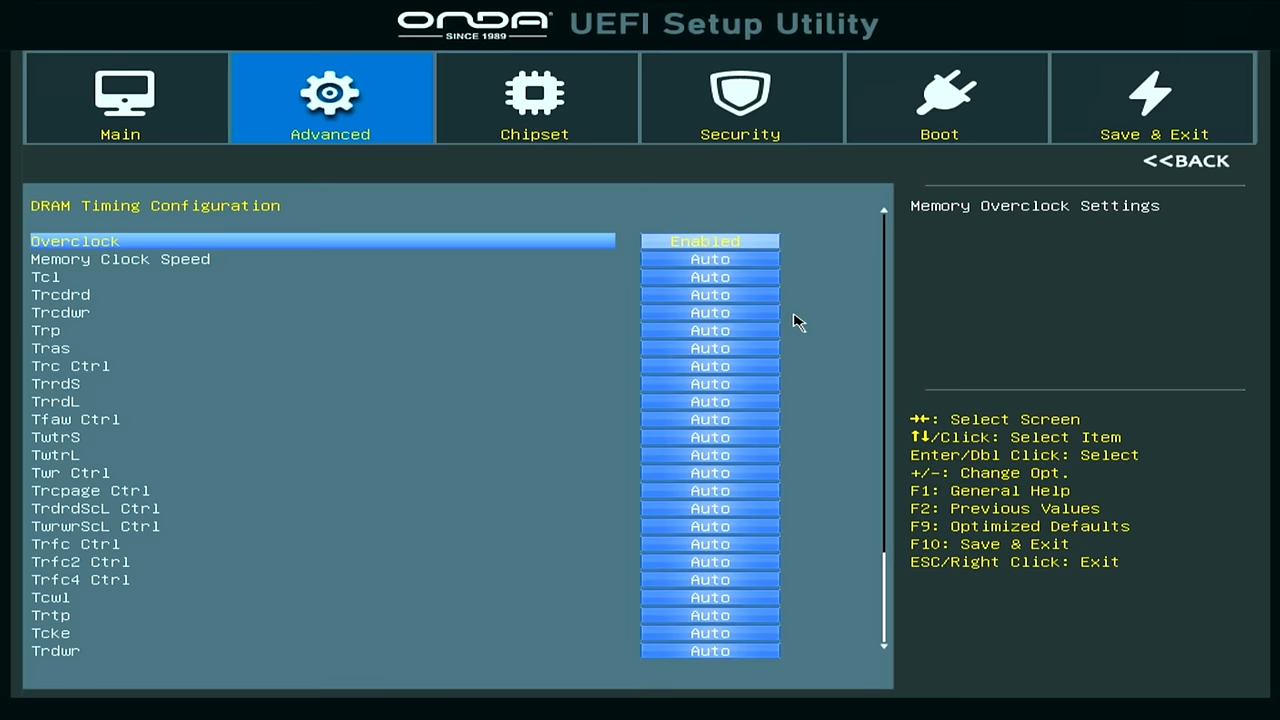 ONDA UEFI Setup Utility
SINCE 1989
Main Advanced Chipset Security Boot Save & Exit
<<BACK
DRAM Timing Configuration
Overclock Enabled
Memory Clock Speed Auto
Tcl Auto
Trcdrd Auto
Trcdwr Auto
Trp Auto
Tras Auto
Trc Ctrl Auto
TrrdS Auto
TrrdL Auto
Tfaw Ctrl Auto
TwtrS Auto
TwtrL Auto
Twr Ctrl Auto
Trcpage Ctrl Auto
TrdrdScL Ctrl Auto
TwrwrScL Ctrl Auto
Trfc Ctrl Auto
Trfc2 Ctrl Auto
Trfc4 Ctrl Auto
Tcwl Auto
Trtp Auto
Tcke Auto
Trdwr Auto
Memory Overclock Settings
→←: Select Screen
↑↓/Click: Select Item
Enter/Dbl Click: Select
+/-: Change Opt.
F1: General Help
F2: Previous Values
F9: Optimized Defaults
F10: Save & Exit
ESC/Right Click: Exit